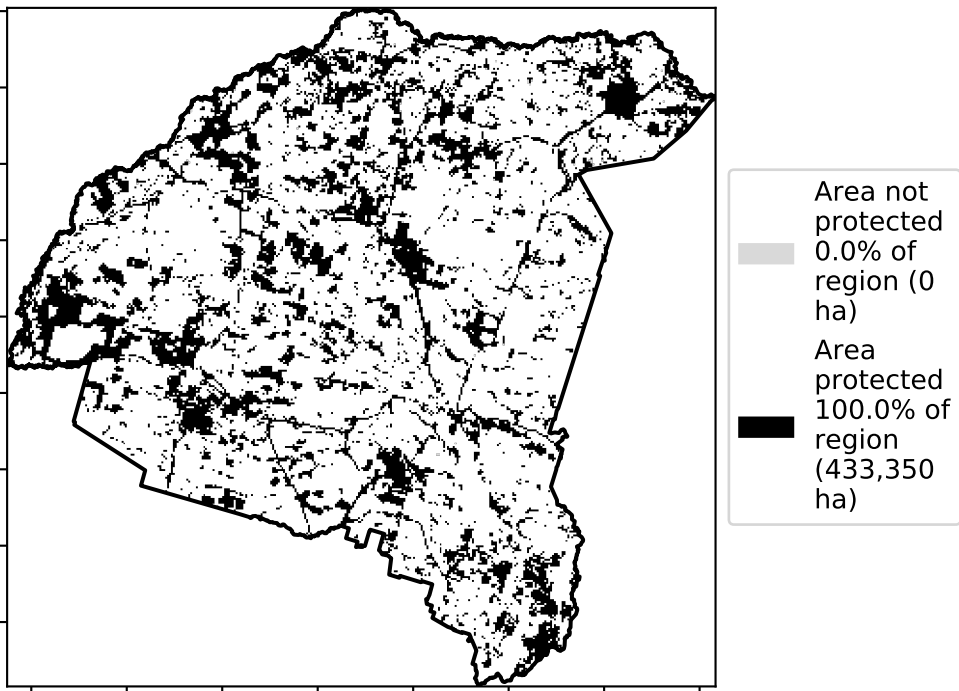 Area not
protected
0.0% of
region (0
ha)
Area
protected
100.0% of
region
(433,350
ha)